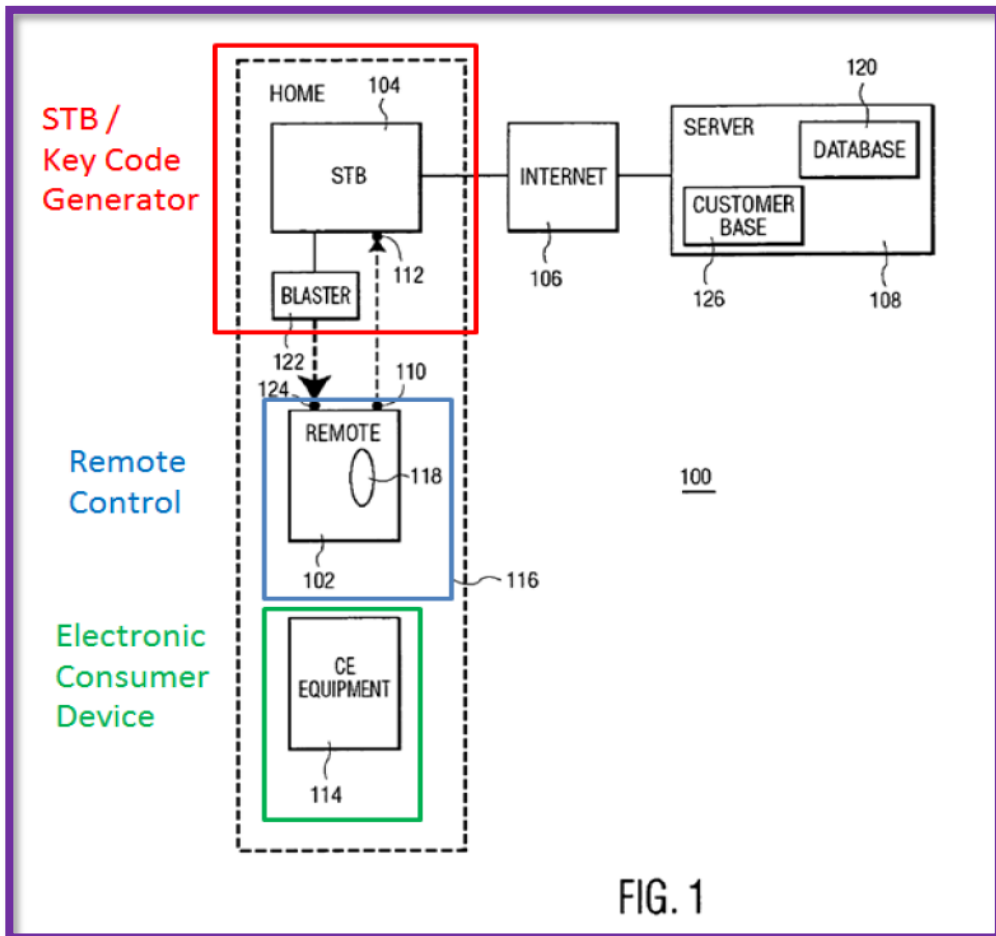 STB /
Key Code
Generator
HOME
104
STB
112
BLASTER
122
INTERNET
106
SERVER
120
DATABASE
CUSTOMER
BASE
126
108
124
110
Remote
Control
REMOTE
118
102
116
100
Electronic
Consumer
Device
CE
EQUIPMENT
114
FIG. 1